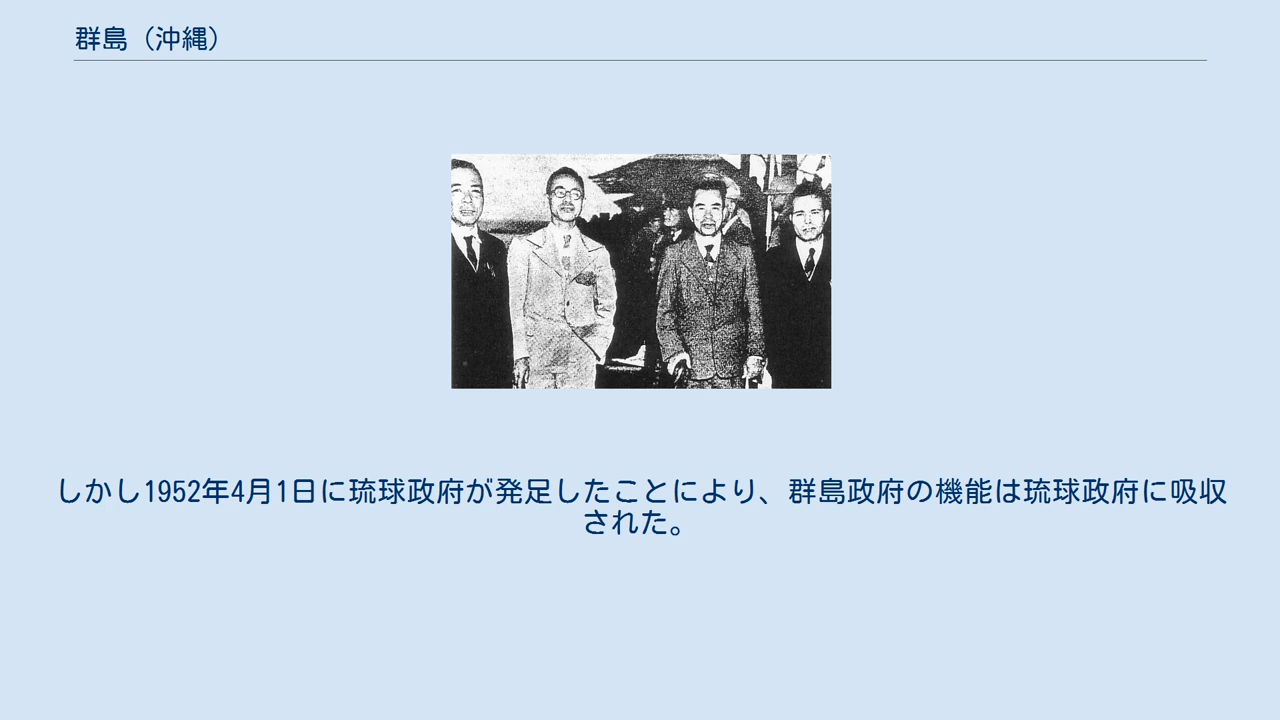 群島（沖縄）
しかし1952年4月1日に琉球政府が発足したことにより、群島政府の機能は琉球政府に吸収
された。